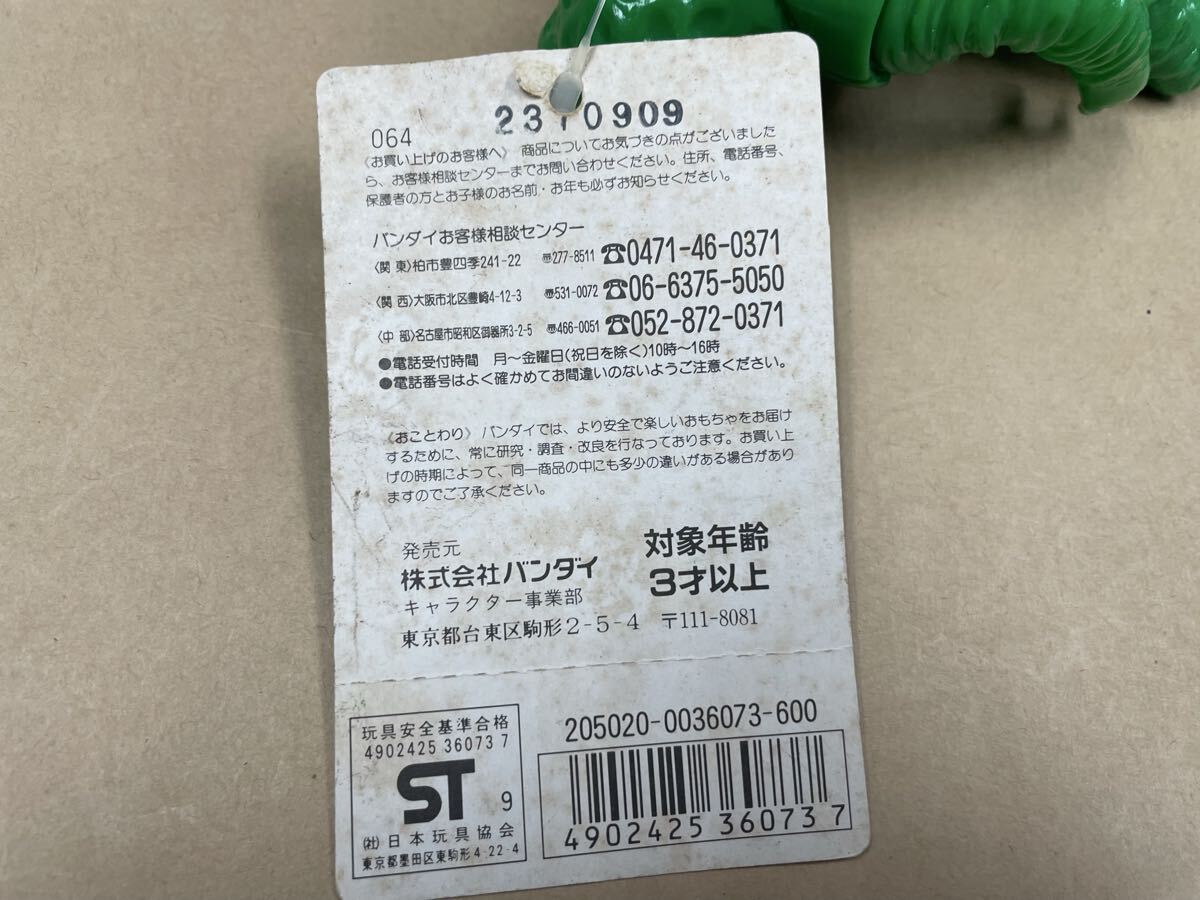 2310909
064
〈お買い上げのお客様へ〉 商品についてお気づきの点がございました
ら、お客様相談センターまでお問い合わせください。住所、電話番号、
保護者の方とお子様のお名前・お年も必ずお知らせください。
バンダイお客様相談センター
〈関 東〉柏市豊四季241-22 〠277-8511 ☎0471-46-0371
〈関 西〉大阪市北区豊崎4-12-3 〠531-0072 ☎06-6375-5050
〈中 部〉名古屋市昭和区御器所3-2-5 〠466-0051 ☎052-872-0371
●電話受付時間 月〜金曜日(祝日を除く)10時〜16時
●電話番号はよく確かめてお間違いのないようご注意ください。
《おことわり》 バンダイでは、より安全で楽しいおもちゃをお届け
するために、常に研究・調査・改良を行なっております。お買い上
げの時期によって、同一商品の中にも多少の違いがある場合があり
ますのでご了承ください。
発売元
株式会社バンダイ
キャラクター事業部
東京都台東区駒形2-5-4 〒111-8081
対象年齢
3才以上
玩具安全基準合格
4902425 36073 7
ST 9
㈳日本玩具協会
東京都墨田区東駒形4-22-4
205020-0036073-600
4902425 360737